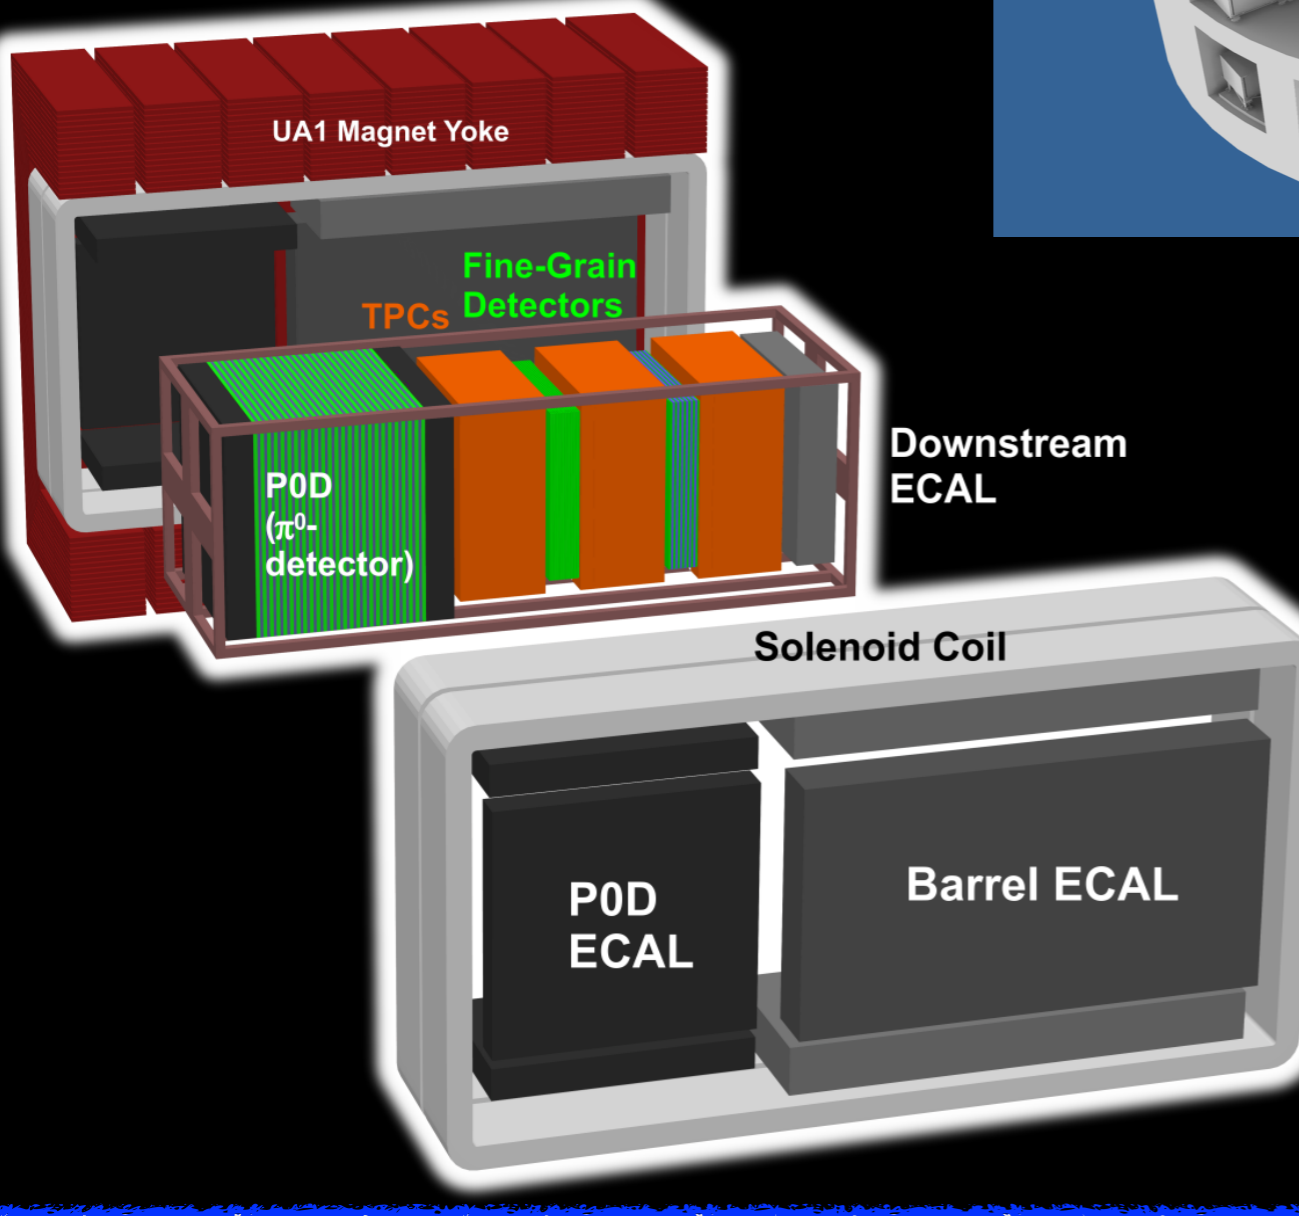 UA1 Magnet Yoke
Fine-Grain
Detectors
TPCs
P0D
(π⁰-
detector)
Downstream
ECAL
Solenoid Coil
P0D
ECAL
Barrel ECAL